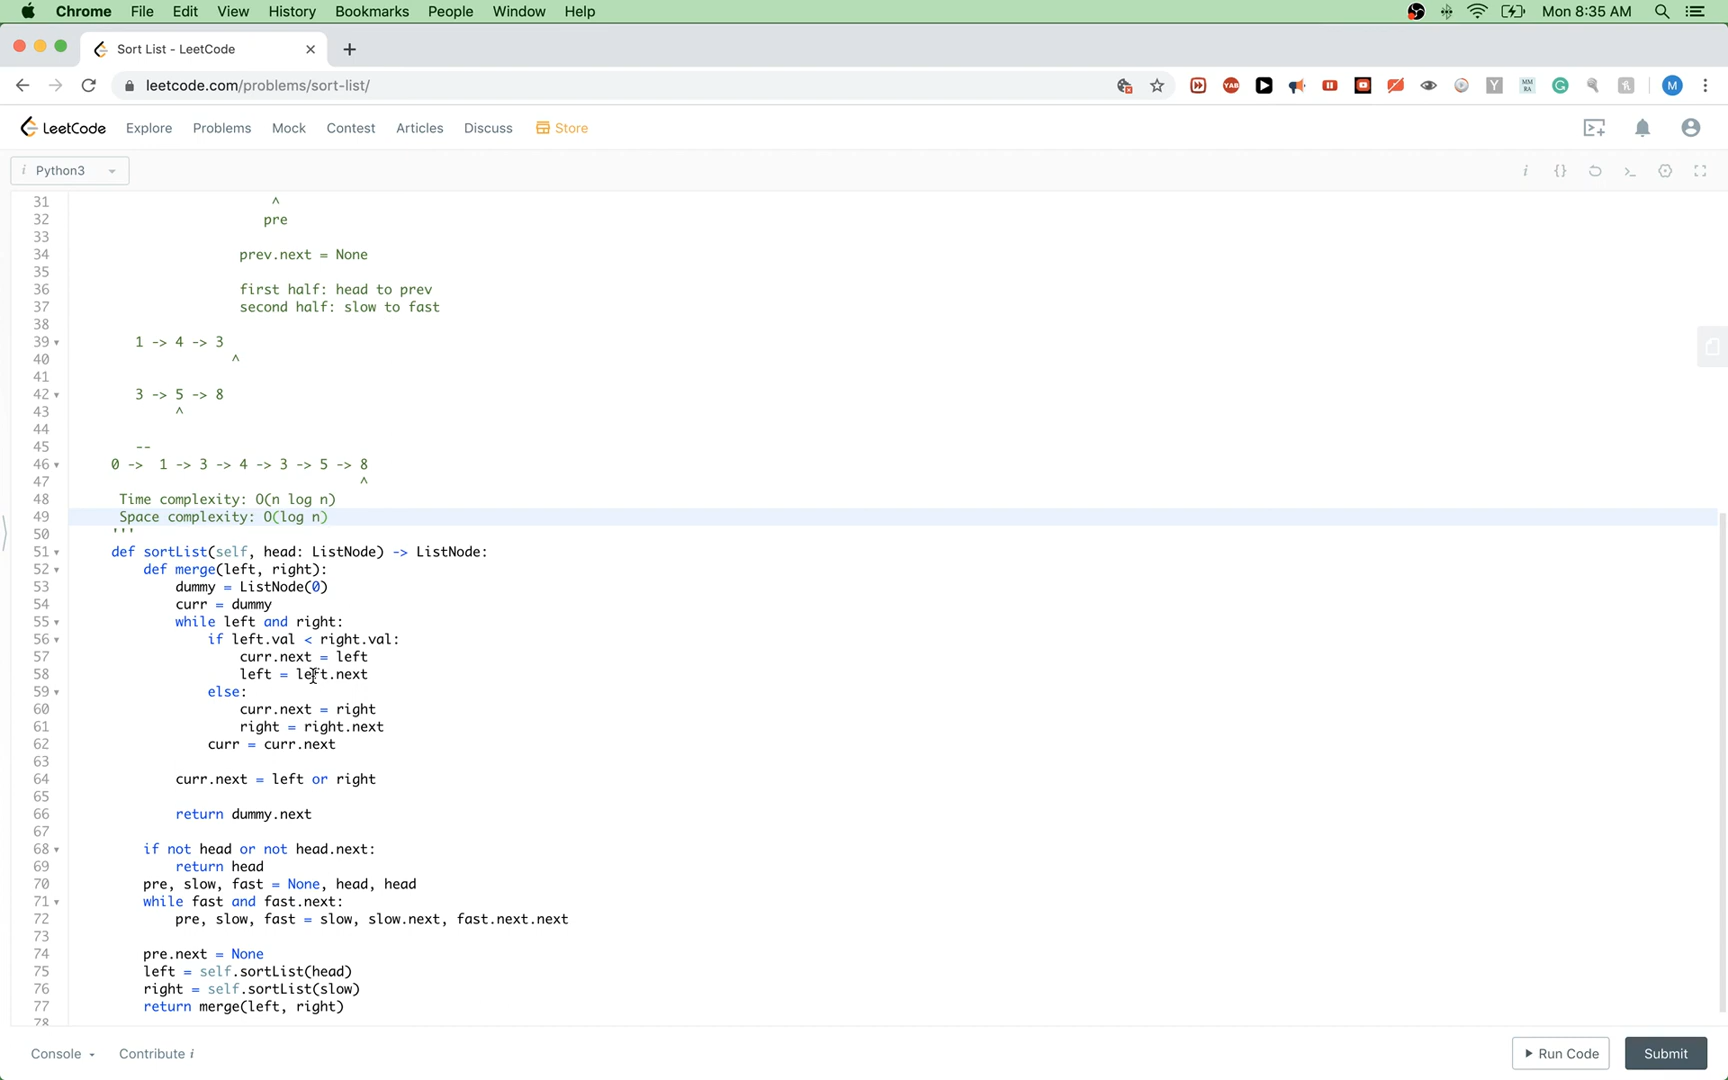 Chrome File Edit View History Bookmarks People Window Help Mon 8:35 AM
Sort List - LeetCode
leetcode.com/problems/sort-list/
YAB Y MM RA G M
LeetCode Explore Problems Mock Contest Articles Discuss Store
i Python3
31 ^
32 pre
33
34 prev.next = None
35
36 first half: head to prev
37 second half: slow to fast
38
39 1 -> 4 -> 3
40 ^
41
42 3 -> 5 -> 8
43 ^
44
45 --
46 0 -> 1 -> 3 -> 4 -> 3 -> 5 -> 8
47 ^
48 Time complexity: O(n log n)
49 Space complexity: O(log n)
50 '''
51 def sortList(self, head: ListNode) -> ListNode:
52 def merge(left, right):
53 dummy = ListNode(0)
54 curr = dummy
55 while left and right:
56 if left.val < right.val:
57 curr.next = left
58 left = left.next
59 else:
60 curr.next = right
61 right = right.next
62 curr = curr.next
63
64 curr.next = left or right
65
66 return dummy.next
67
68 if not head or not head.next:
69 return head
70 pre, slow, fast = None, head, head
71 while fast and fast.next:
72 pre, slow, fast = slow, slow.next, fast.next.next
73
74 pre.next = None
75 left = self.sortList(head)
76 right = self.sortList(slow)
77 return merge(left, right)
78
Console Contribute i Run Code Submit